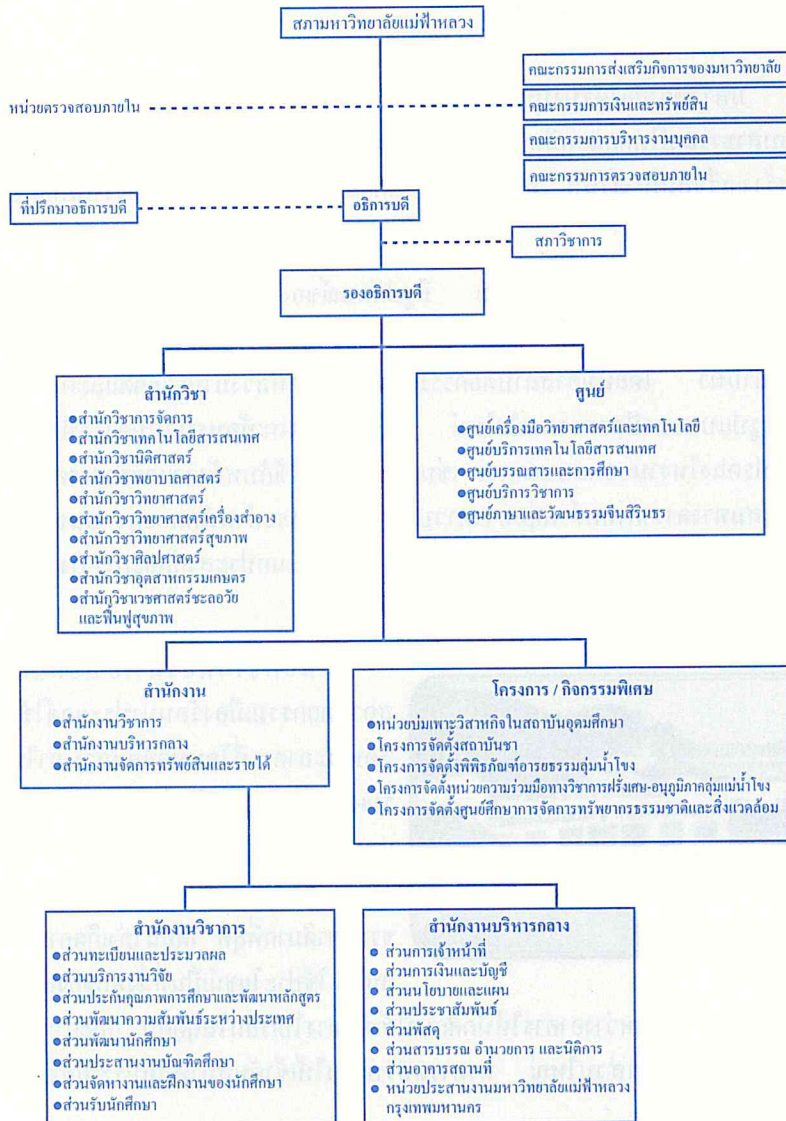 สภามหาวิทยาลัยแม่ฟ้าหลวง
คณะกรรมการส่งเสริมกิจการของมหาวิทยาลัย
หน่วยตรวจสอบภายใน
คณะกรรมการการเงินและทรัพย์สิน
คณะกรรมการบริหารงานบุคคล
คณะกรรมการตรวจสอบภายใน
ที่ปรึกษาอธิการบดี
อธิการบดี
สภาวิชาการ
รองอธิการบดี
สำนักวิชา
สำนักวิชาการจัดการ
สำนักวิชาเทคโนโลยีสารสนเทศ
สำนักวิชานิติศาสตร์
สำนักวิชาพยาบาลศาสตร์
สำนักวิชาวิทยาศาสตร์
สำนักวิชาวิทยาศาสตร์เครื่องสำอาง
สำนักวิชาวิทยาศาสตร์สุขภาพ
สำนักวิชาศิลปศาสตร์
สำนักวิชาอุตสาหกรรมเกษตร
สำนักวิชาเวชศาสตร์ชะลอวัย
และฟื้นฟูสุขภาพ
ศูนย์
ศูนย์เครื่องมือวิทยาศาสตร์และเทคโนโลยี
ศูนย์บริการเทคโนโลยีสารสนเทศ
ศูนย์บรรณสารและการศึกษา
ศูนย์บริการวิชาการ
ศูนย์ภาษาและวัฒนธรรมจีนสิรินธร
สำนักงาน
สำนักงานวิชาการ
สำนักงานบริหารกลาง
สำนักงานจัดการทรัพย์สินและรายได้
โครงการ / กิจกรรมพิเศษ
หน่วยบ่มเพาะวิสาหกิจในสถาบันอุดมศึกษา
โครงการจัดตั้งสถาบันชา
โครงการจัดตั้งพิพิธภัณฑ์อารยธรรมลุ่มน้ำโขง
โครงการจัดตั้งหน่วยความร่วมมือทางวิชาการฝรั่งเศษ-อนุภูมิภาคลุ่มแม่น้ำโขง
โครงการจัดตั้งศูนย์ศึกษาการจัดการทรัพยากรธรรมชาติและสิ่งแวดล้อม
สำนักงานวิชาการ
ส่วนทะเบียนและประมวลผล
ส่วนบริการงานวิจัย
ส่วนประกันคุณภาพการศึกษาและพัฒนาหลักสูตร
ส่วนพัฒนาความสัมพันธ์ระหว่างประเทศ
ส่วนพัฒนานักศึกษา
ส่วนประสานงานบัณฑิตศึกษา
ส่วนจัดหางานและฝึกงานของนักศึกษา
ส่วนรับนักศึกษา
สำนักงานบริหารกลาง
ส่วนการเจ้าหน้าที่
ส่วนการเงินและบัญชี
ส่วนนโยบายและแผน
ส่วนประชาสัมพันธ์
ส่วนพัสดุ
ส่วนสารบรรณ อำนวยการ และนิติการ
ส่วนอาคารสถานที่
หน่วยประสานงานมหาวิทยาลัยแม่ฟ้าหลวง
กรุงเทพมหานคร